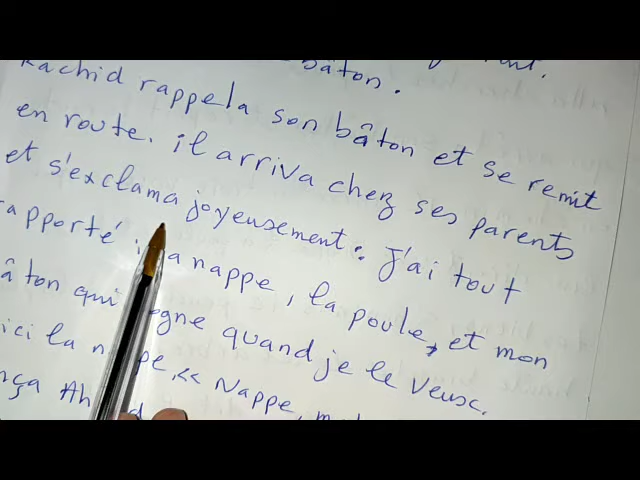 bâton.
Rachid rappela son bâton et se remit
en route. il arriva chez ses parents
et s'exclama joyeusement : J'ai tout
rapporté la nappe, la poule, et mon
bâton qui cogne quand je le veux.
ici la nappe << Nappe,